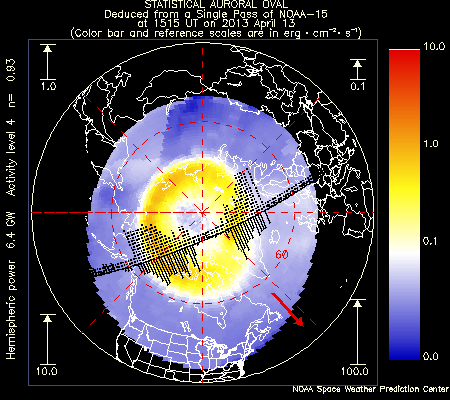 STATISTICAL AURORAL OVAL
Deduced from a Single Pass of NOAA-15
at 1515 UT on 2013 April 13
(Color bar and reference scales are in erg · cm⁻² · s⁻¹)
Hemispheric power 6.4 GW Activity level 4 n= 0.93
1.0
0.1
60
10.0
100.0
10.0
1.0
0.1
0.0
NOAA Space Weather Prediction Center